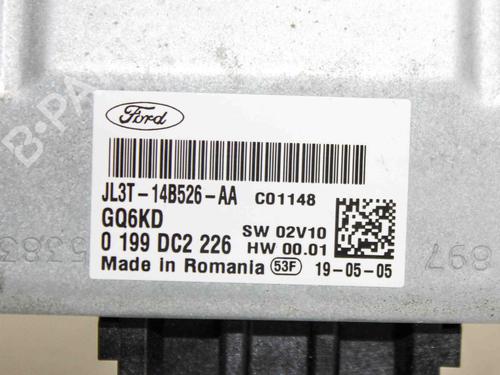 Ford
JL3T-14B526-AA C01148
GQ6KD
0 199 DC2 226
SW 02V10
HW 00.01
Made in Romania 53F 19-05-05
B-PA